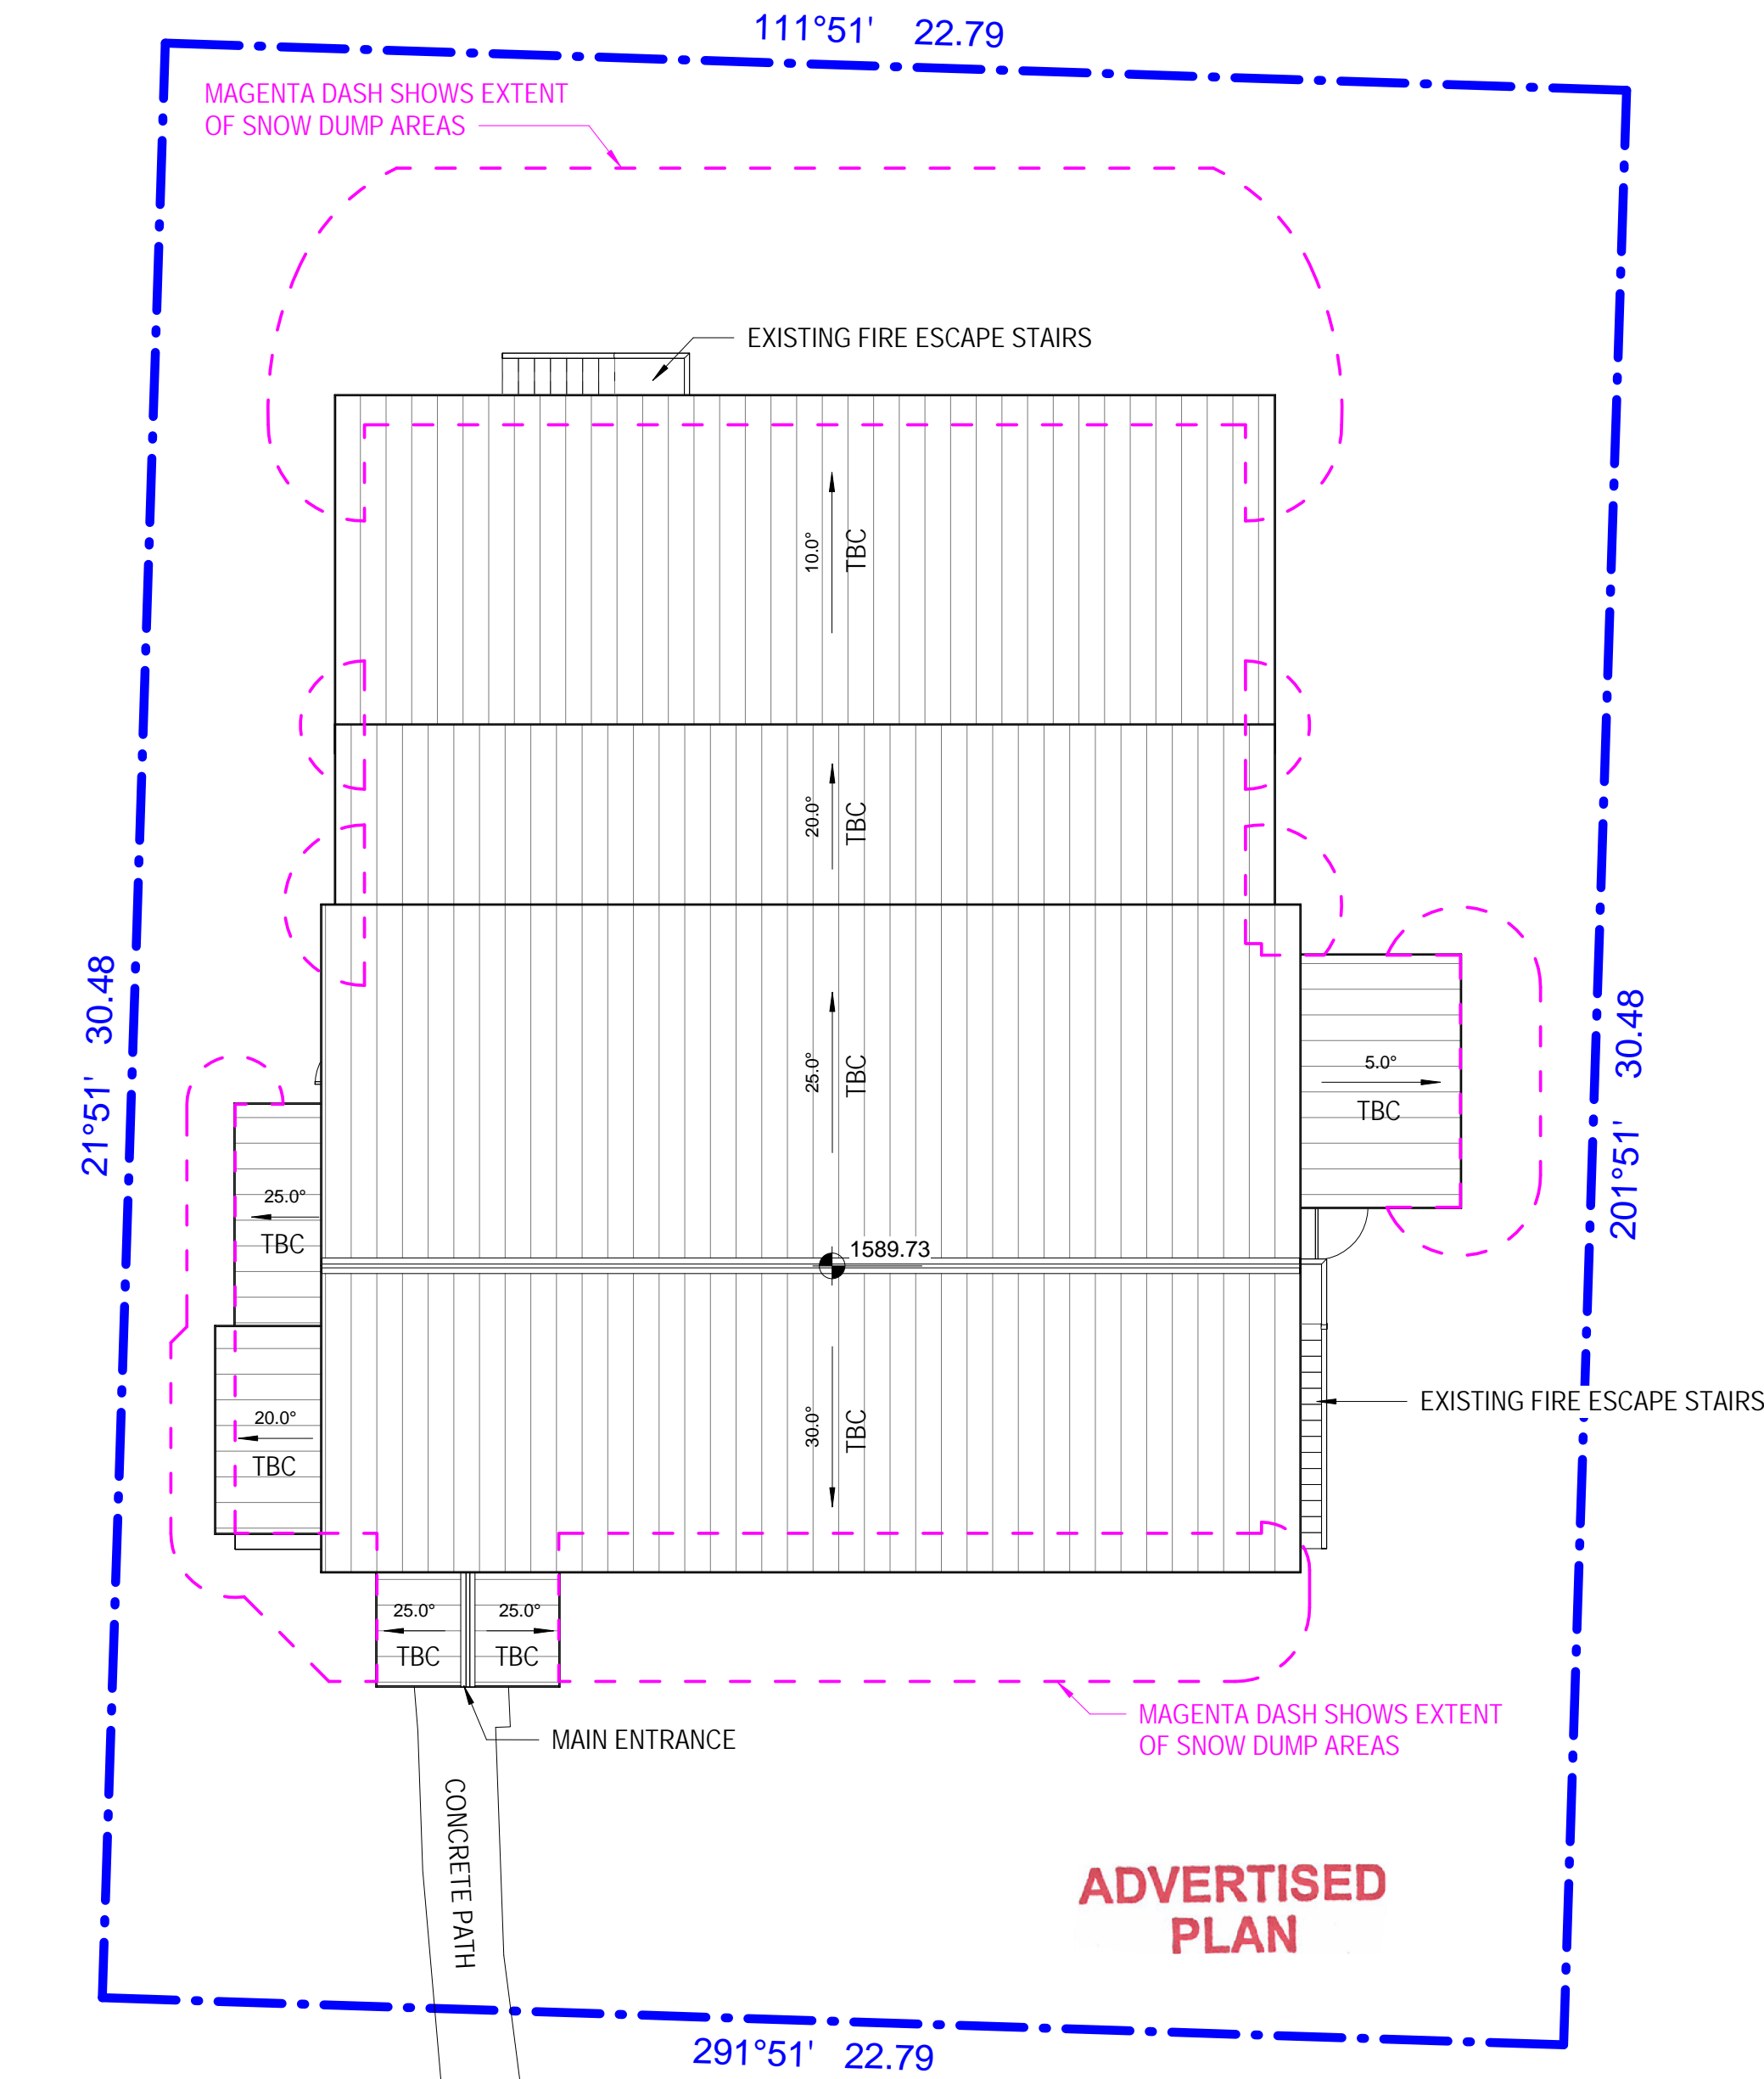 111°51' 22.79
MAGENTA DASH SHOWS EXTENT
OF SNOW DUMP AREAS
EXISTING FIRE ESCAPE STAIRS
10.0°
TBC
20.0°
TBC
25.0°
TBC
21°51' 30.48
201°51' 30.48
5.0°
TBC
25.0°
TBC
1589.73
20.0°
TBC
30.0°
TBC
EXISTING FIRE ESCAPE STAIRS
25.0°
TBC
25.0°
TBC
MAIN ENTRANCE
MAGENTA DASH SHOWS EXTENT
OF SNOW DUMP AREAS
CONCRETE PATH
ADVERTISED
PLAN
291°51' 22.79